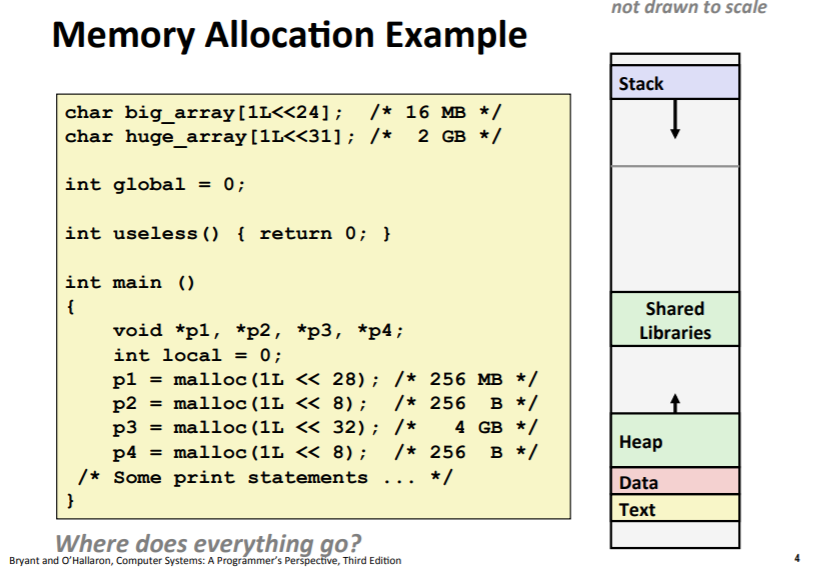 not drawn to scale
Memory Allocation Example
char big_array[1L<<24];  /* 16 MB */
char huge_array[1L<<31]; /*  2 GB */
int global = 0;
int useless() { return 0; }
int main ()
{
    void *p1, *p2, *p3, *p4;
    int local = 0;
    p1 = malloc(1L << 28); /* 256 MB */
    p2 = malloc(1L << 8);  /* 256  B */
    p3 = malloc(1L << 32); /*   4 GB */
    p4 = malloc(1L << 8);  /* 256  B */
 /* Some print statements ... */
}
Where does everything go?
Stack
Shared
Libraries
Heap
Data
Text
Bryant and O'Hallaron, Computer Systems: A Programmer's Perspective, Third Edition
4